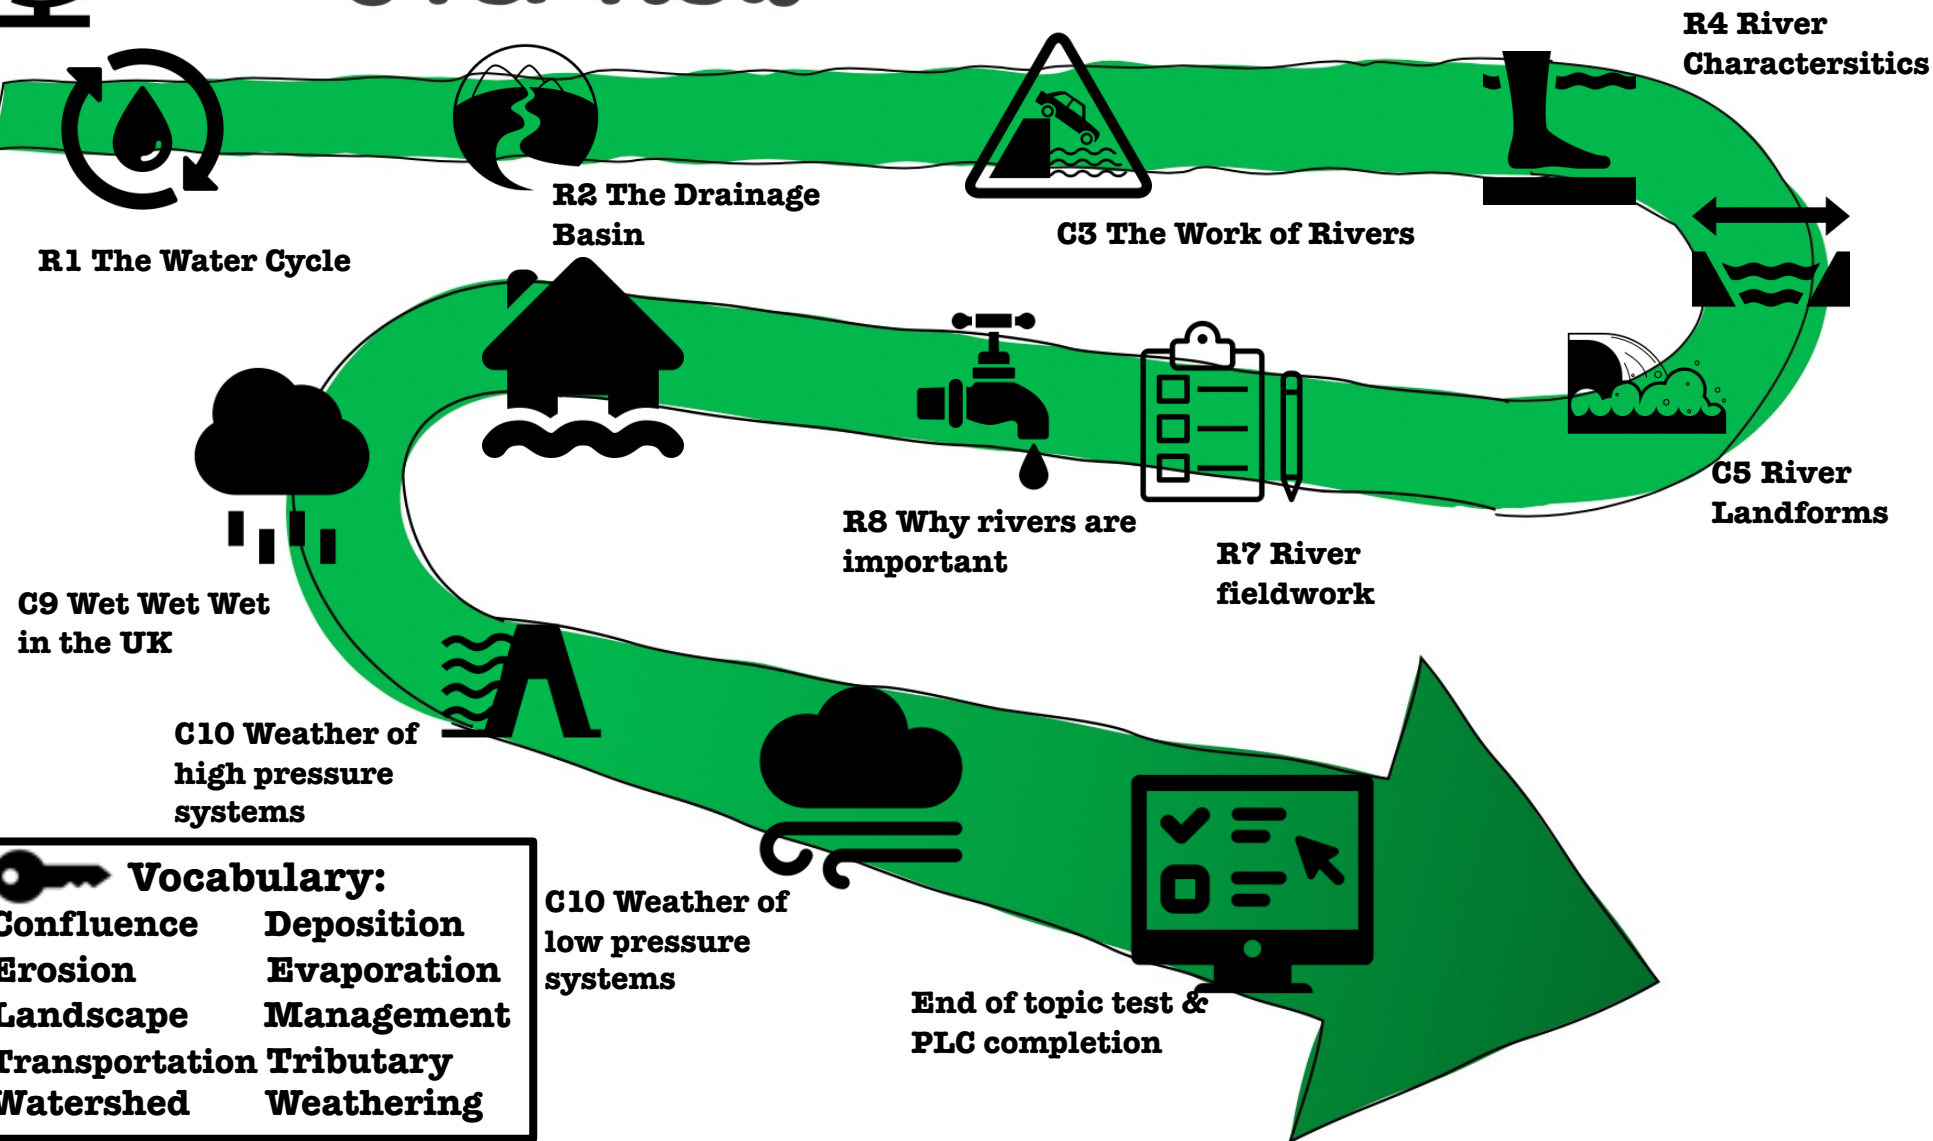 R4 River
Charactersitics
R2 The Drainage
Basin
C3 The Work of Rivers
R1 The Water Cycle
C5 River
Landforms
R8 Why rivers are
important
R7 River
fieldwork
C9 Wet Wet Wet
in the UK
C10 Weather of
high pressure
systems
Vocabulary:
Confluence Deposition
Erosion Evaporation
Landscape Management
Transportation Tributary
Watershed Weathering
C10 Weather of
low pressure
systems
End of topic test &
PLC completion